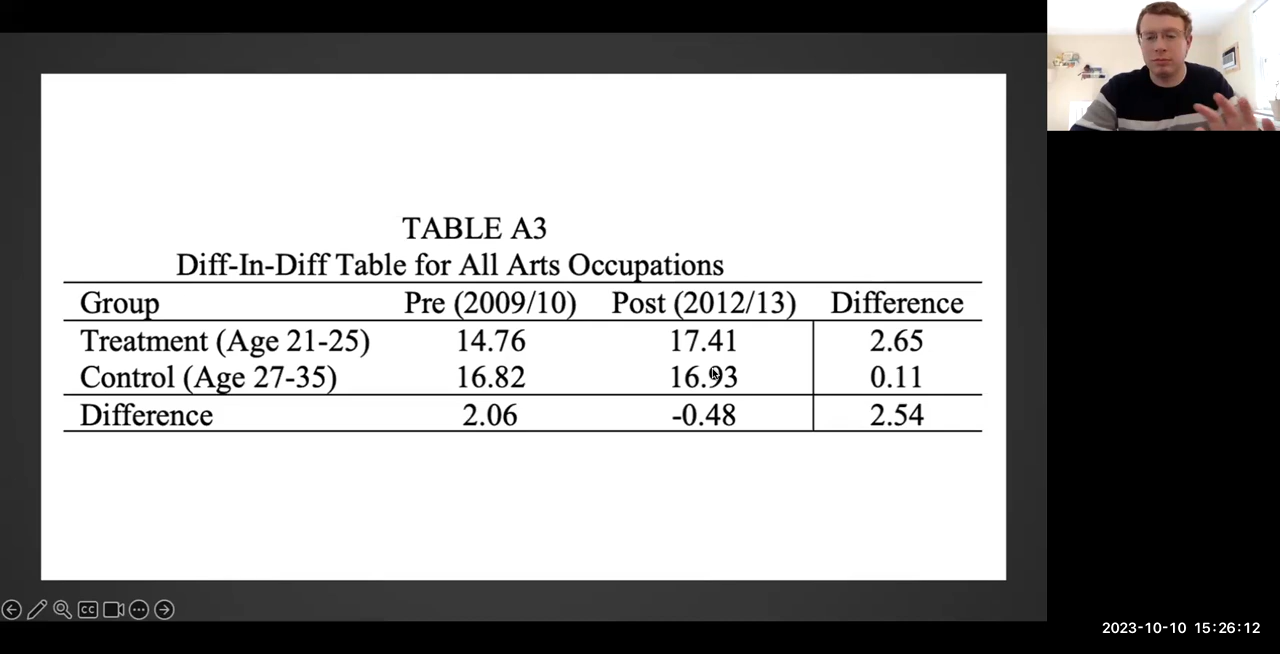 TABLE A3
Diff-In-Diff Table for All Arts Occupations
Group Pre (2009/10) Post (2012/13) Difference
Treatment (Age 21-25) 14.76 17.41 2.65
Control (Age 27-35) 16.82 16.93 0.11
Difference 2.06 -0.48 2.54
CC
2023-10-10 15:26:12